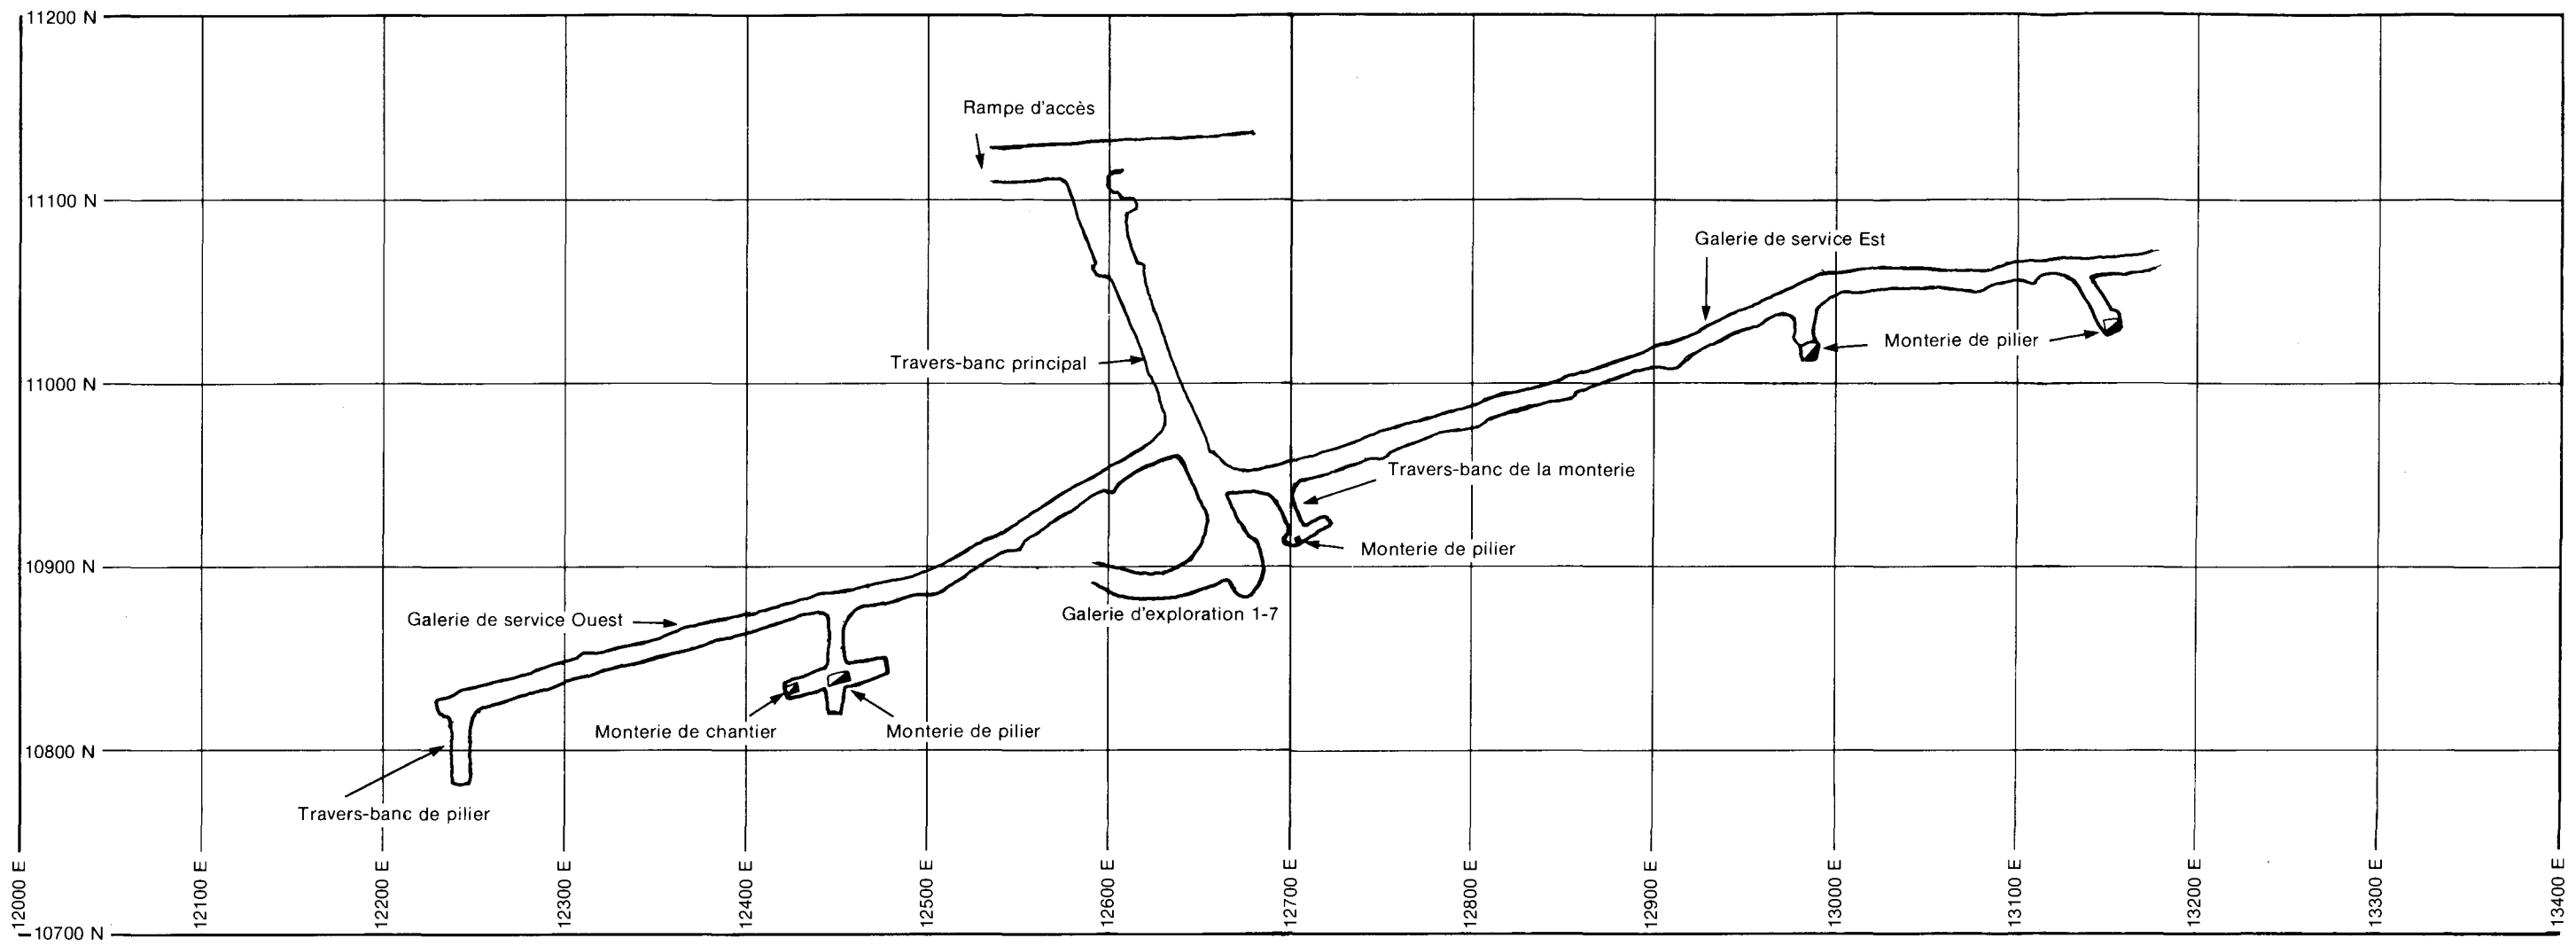 11200 N
Rampe d'accès
11100 N
Galerie de service Est
Travers-banc principal
Monterie de pilier
11000 N
Travers-banc de la monterie
Monterie de pilier
10900 N
Galerie d'exploration 1-7
Galerie de service Ouest
Monterie de chantier
Monterie de pilier
10800 N
Travers-banc de pilier
12000 E
12100 E
12200 E
12300 E
12400 E
12500 E
12600 E
12700 E
12800 E
12900 E
13000 E
13100 E
13200 E
13300 E
13400 E
10700 N